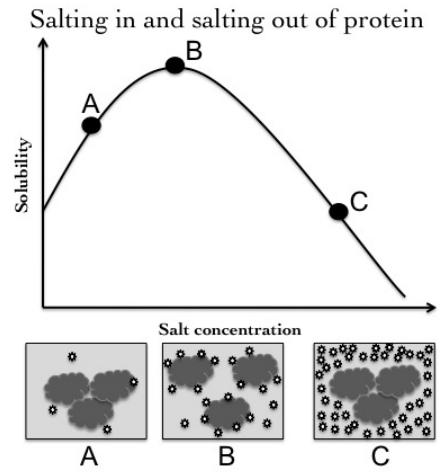 Salting in and salting out of protein
B
A
C
Solubility
Salt concentration
A
B
C